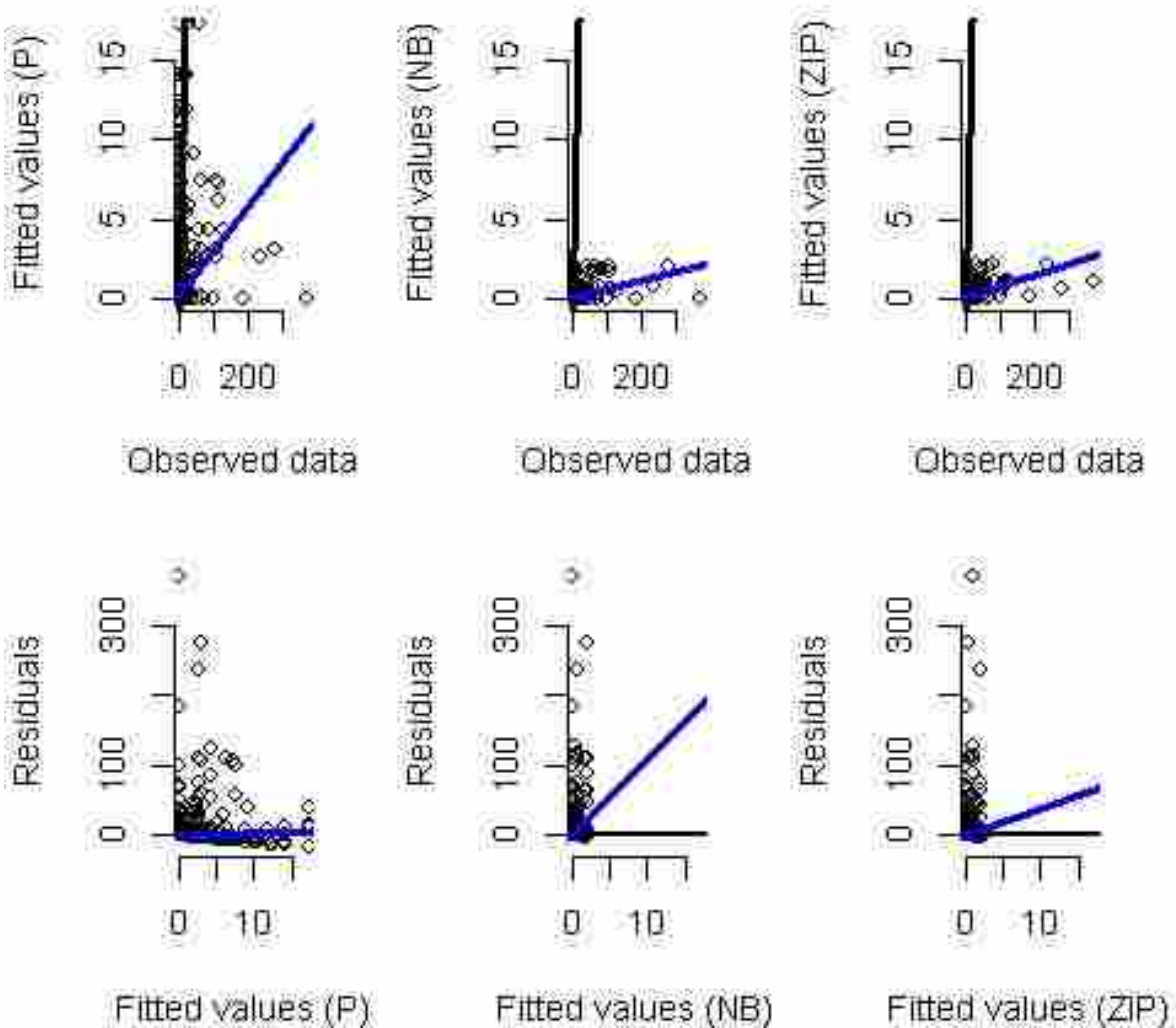 Fitted values (P)
15
10
5
0
0 200
Observed data
Fitted values (NB)
15
10
5
0
0 200
Observed data
Fitted values (ZIP)
15
10
5
0
0 200
Observed data
Residuals
300
100
0
0 10
Fitted values (P)
Residuals
300
100
0
0 10
Fitted values (NB)
Residuals
300
100
0
0 10
Fitted values (ZIP)